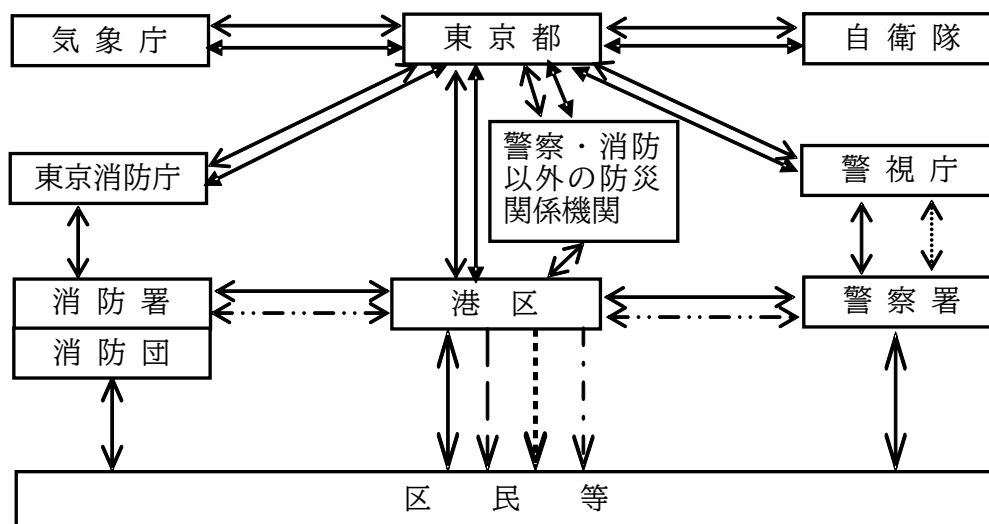 気象庁
東京都
自衛隊
東京消防庁
警察・消防
以外の防災
関係機関
警視庁
消防署
港区
警察署
消防団
区民等